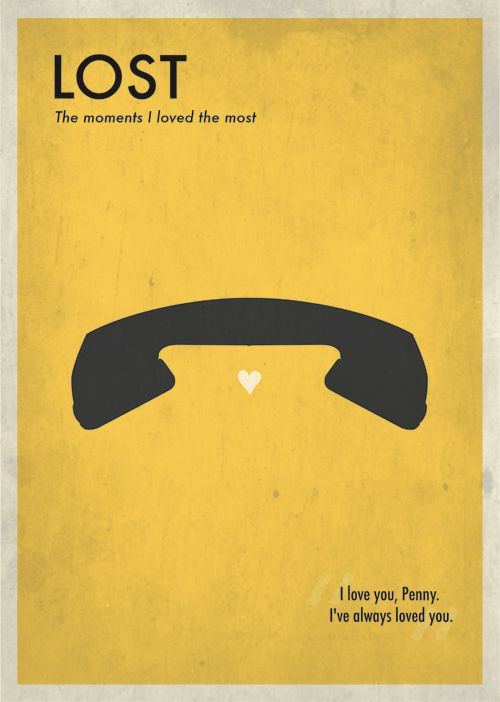 LOST
The moments I loved the most
I love you, Penny.
I've always loved you.